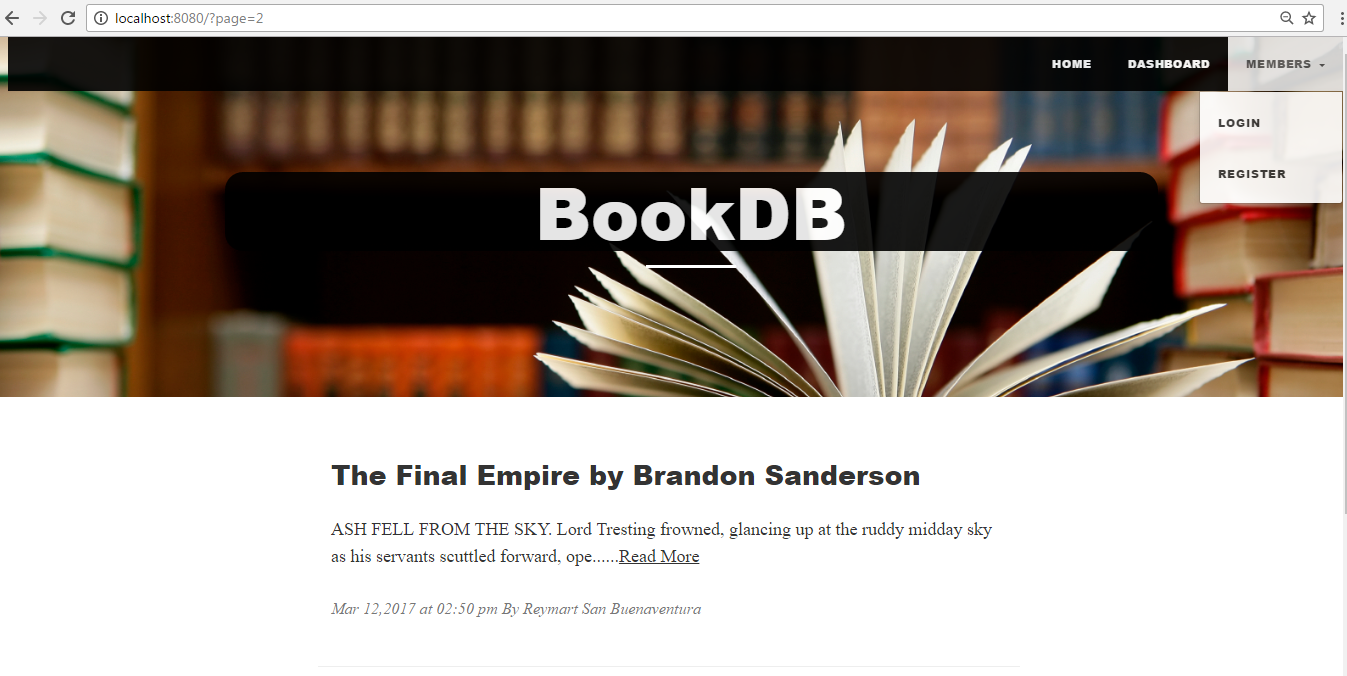 localhost:8080/?page=2
HOME DASHBOARD MEMBERS
LOGIN
REGISTER
BookDB
The Final Empire by Brandon Sanderson
ASH FELL FROM THE SKY. Lord Tresting frowned, glancing up at the ruddy midday sky
as his servants scuttled forward, ope......Read More
Mar 12,2017 at 02:50 pm By Reymart San Buenaventura